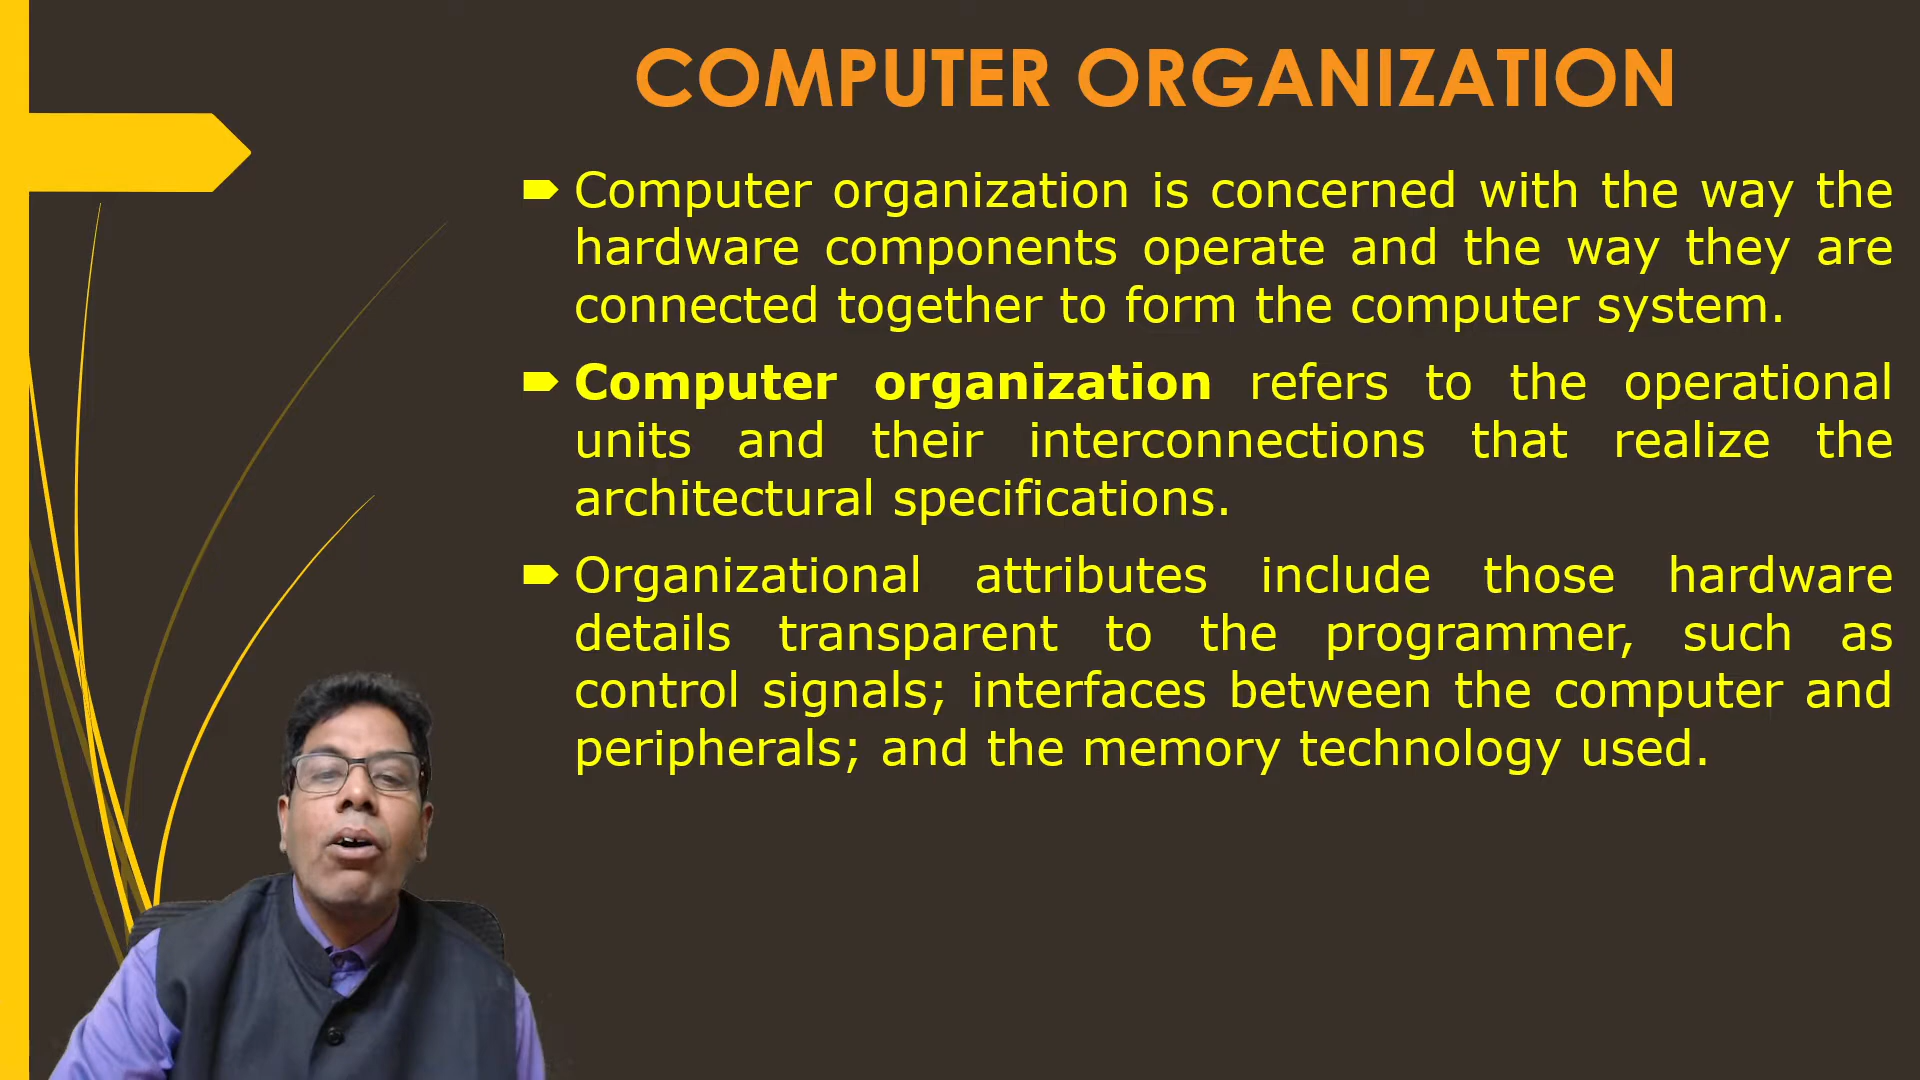 COMPUTER ORGANIZATION
Computer organization is concerned with the way the
hardware components operate and the way they are
connected together to form the computer system.
Computer organization refers to the operational
units and their interconnections that realize the
architectural specifications.
Organizational attributes include those hardware
details transparent to the programmer, such as
control signals; interfaces between the computer and
peripherals; and the memory technology used.